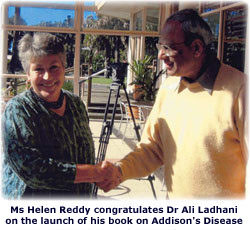 Ms Helen Reddy congratulates Dr Ali Ladhani
on the launch of his book on Addison's Disease